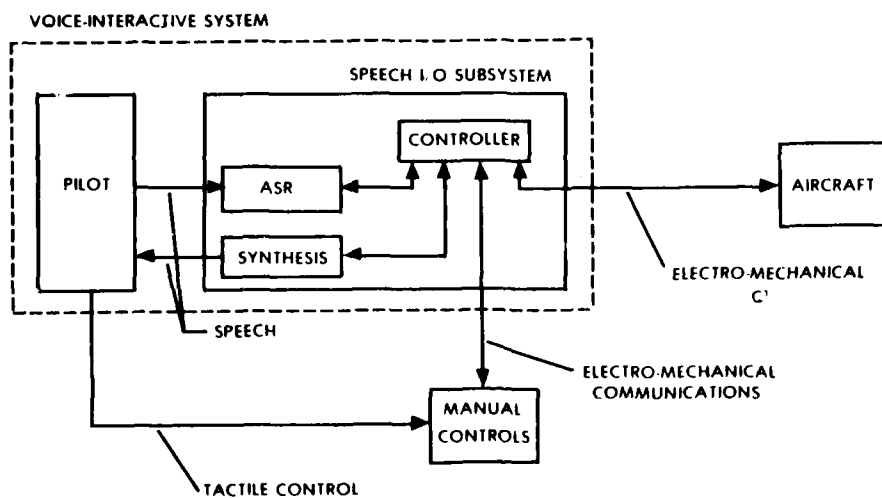 VOICE-INTERACTIVE SYSTEM
SPEECH I/O SUBSYSTEM
CONTROLLER
PILOT
ASR
AIRCRAFT
SYNTHESIS
ELECTRO-MECHANICAL
SPEECH
ELECTRO-MECHANICAL
COMMUNICATIONS
MANUAL
CONTROLS
TACTILE CONTROL